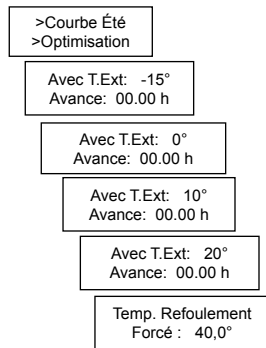 >Courbe Été
>Optimisation
Avec T.Ext: -15°
Avance: 00.00 h
Avec T.Ext: 0°
Avance: 00.00 h
Avec T.Ext: 10°
Avance: 00.00 h
Avec T.Ext: 20°
Avance: 00.00 h
Temp. Refoulement
Forcé : 40,0°